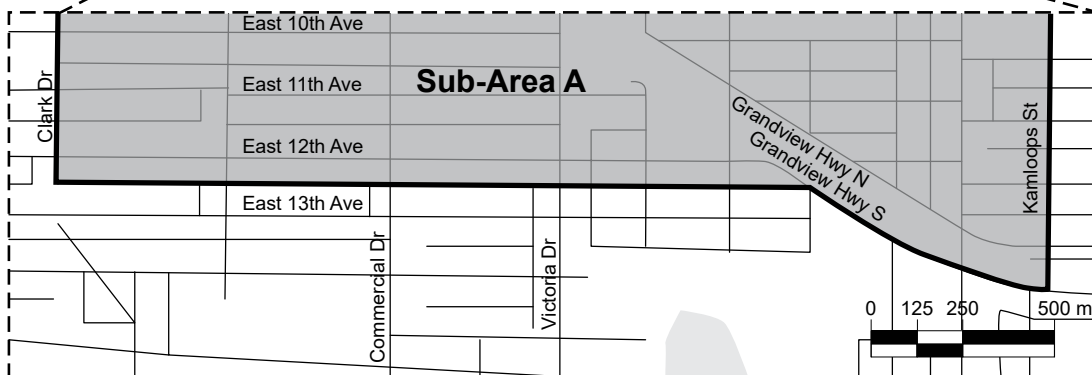 East 10th Ave
Sub-Area A
East 11th Ave
Clark Dr
Grandview Hwy N
Grandview Hwy S
Kamloops St
East 12th Ave
East 13th Ave
Commercial Dr
Victoria Dr
0 125 250 500 m